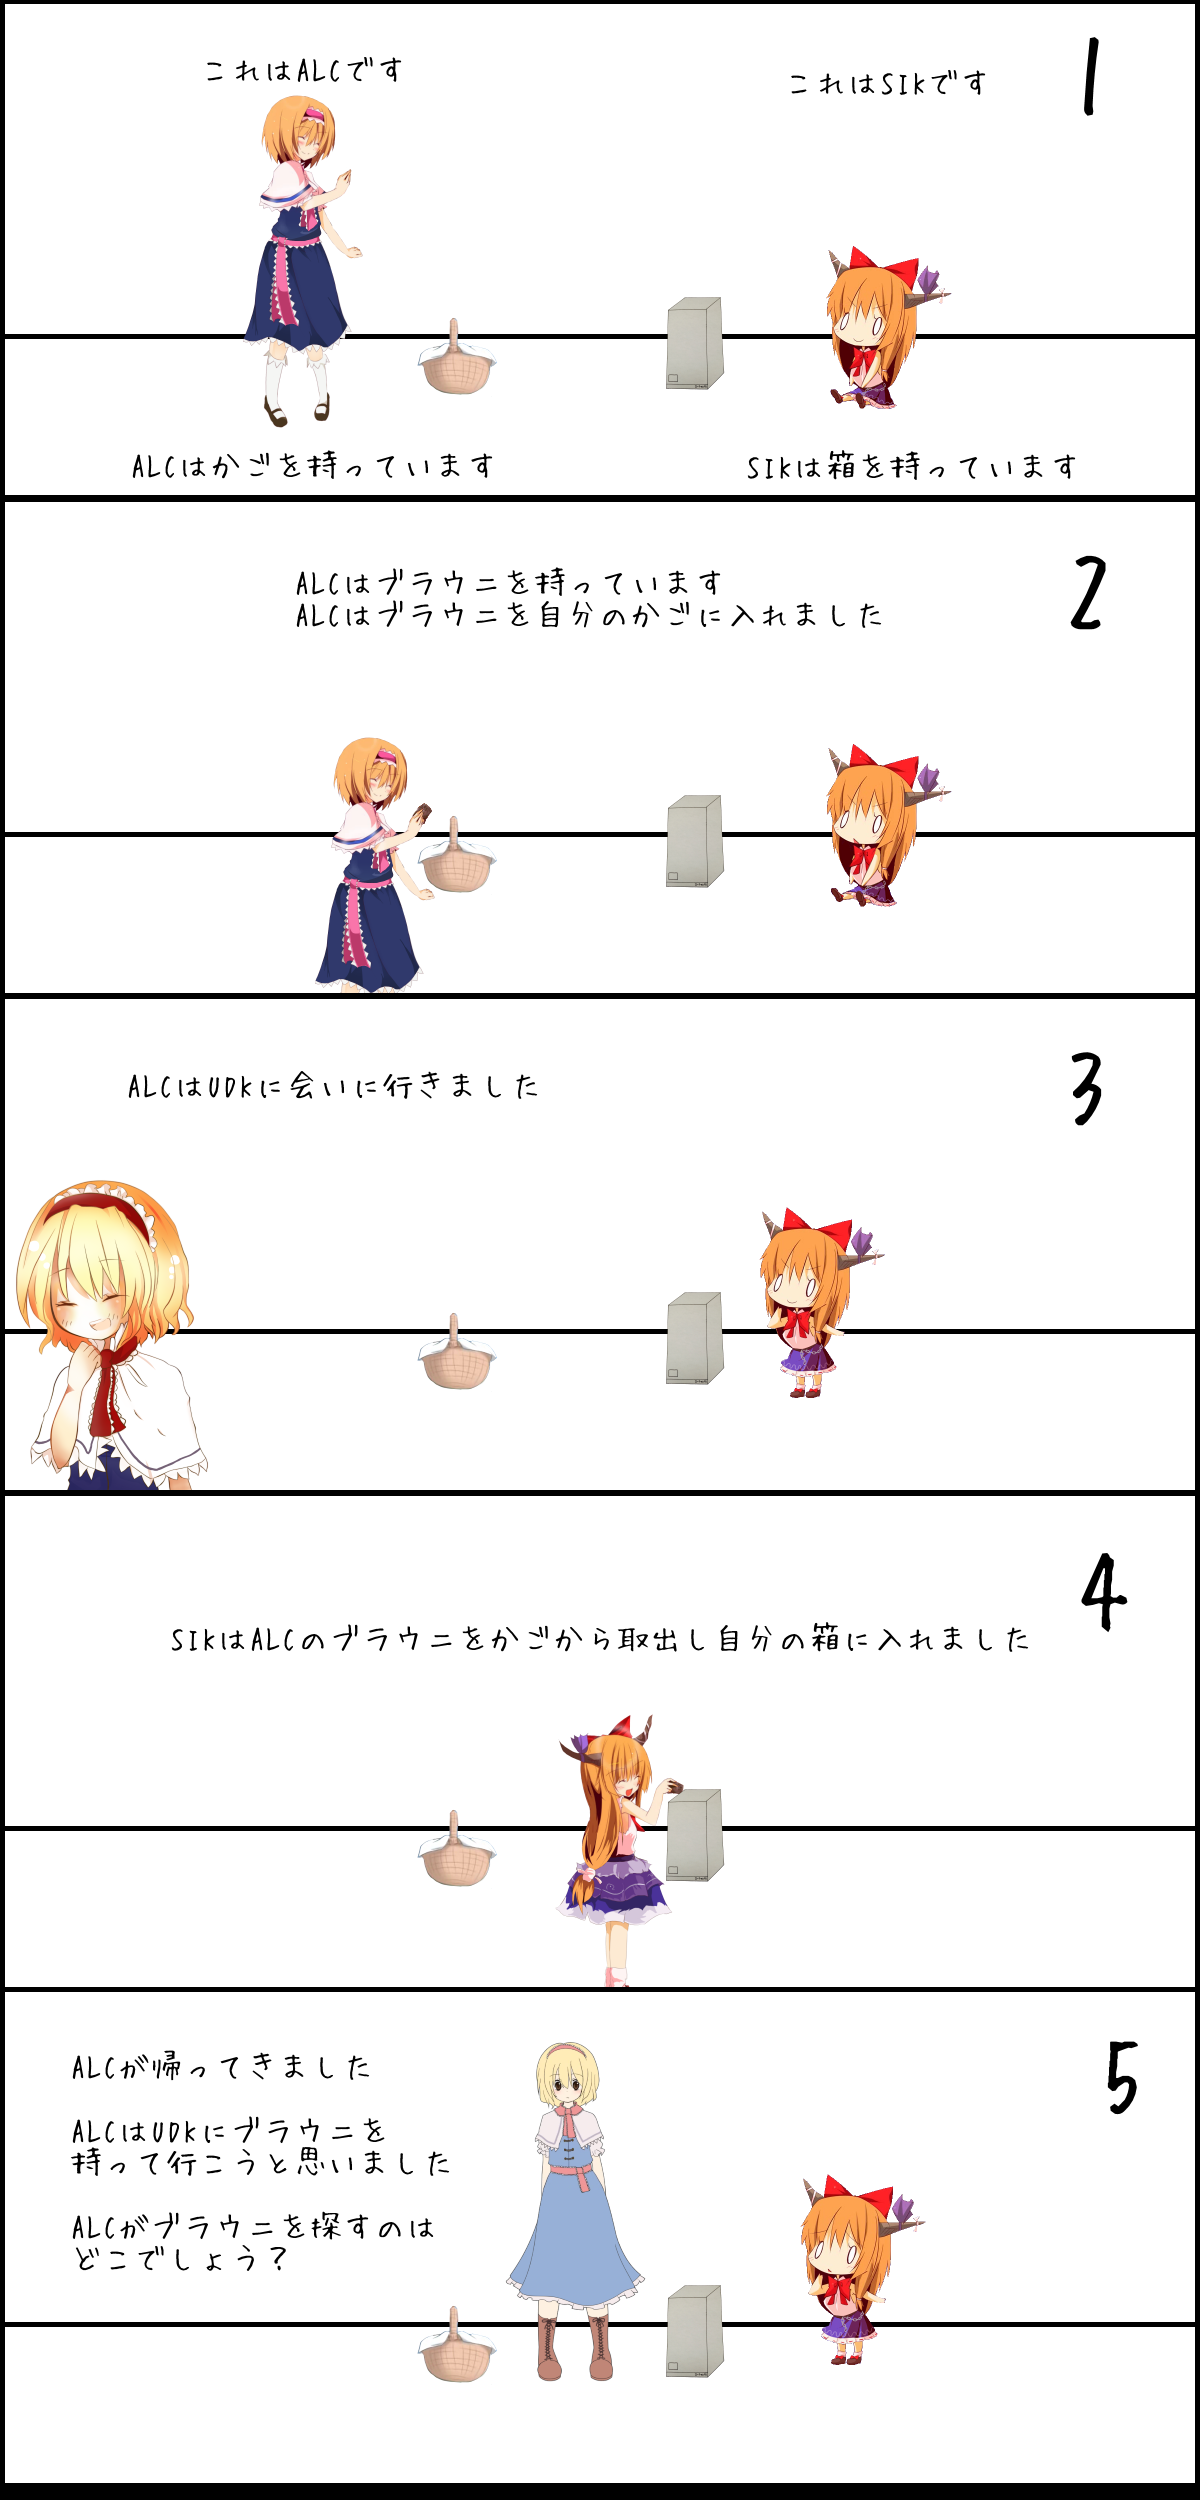 これはALCです
これはSIKです
1
ALCはかごを持っています
SIKは箱を持っています
2
ALCはブラウニを持っています
ALCはブラウニを自分のかごに入れました
3
ALCはUDKに会いに行きました
4
SIKはALCのブラウニをかごから取出し自分の箱に入れました
5
ALCが帰ってきました
ALCはUDKにブラウニを
持って行こうと思いました
ALCがブラウニを探すのは
どこでしょう?